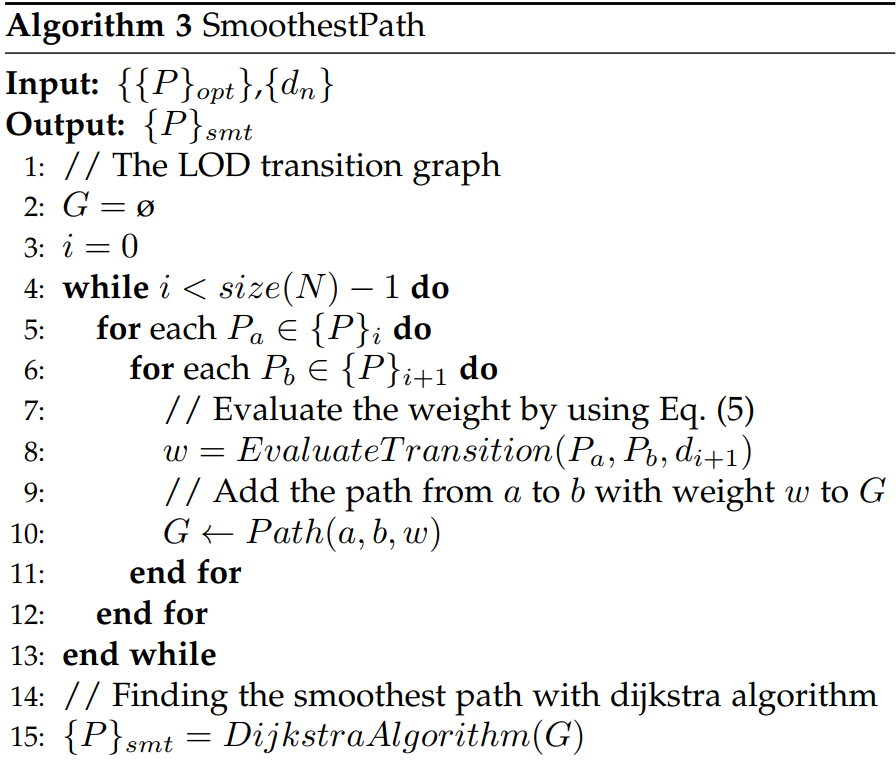 Algorithm 3 SmoothestPath
Input: {{P}_{opt}},{d_n}
Output: {P}_{smt}
1: // The LOD transition graph
2: G = ø
3: i = 0
4: while i < size(N) − 1 do
5: for each P_a ∈ {P}_i do
6: for each P_b ∈ {P}_{i+1} do
7: // Evaluate the weight by using Eq. (5)
8: w = EvaluateTransition(P_a, P_b, d_{i+1})
9: // Add the path from a to b with weight w to G
10: G ← Path(a, b, w)
11: end for
12: end for
13: end while
14: // Finding the smoothest path with dijkstra algorithm
15: {P}_{smt} = DijkstraAlgorithm(G)